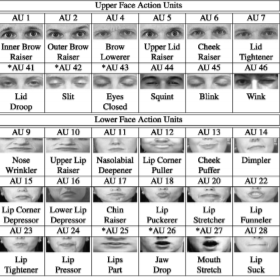 Upper Face Action Units
AU 1 AU 2 AU 4 AU 5 AU 6 AU 7
Inner Brow Outer Brow Brow Upper Lid Cheek Lid
Raiser Raiser Lowerer Raiser Raiser Tightener
*AU 41 *AU 42 *AU 43 AU 44 AU 45 AU 46
Lid Slit Eyes Squint Blink Wink
Droop Closed
Lower Face Action Units
AU 9 AU 10 AU 11 AU 12 AU 13 AU 14
Nose Upper Lip Nasolabial Lip Corner Cheek Dimpler
Wrinkler Raiser Deepener Puller Puffer
AU 15 AU 16 AU 17 AU 18 AU 20 AU 22
Lip Corner Lower Lip Chin Lip Lip Lip
Depressor Depressor Raiser Puckerer Stretcher Funneler
AU 23 AU 24 *AU 25 *AU 26 *AU 27 AU 28
Lip Lip Lips Jaw Mouth Lip
Tightener Pressor Part Drop Stretch Suck